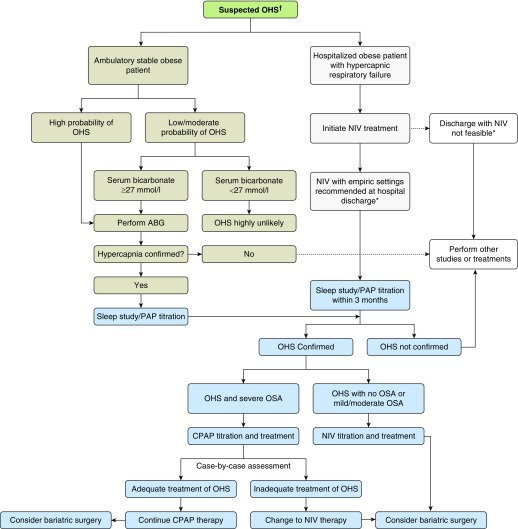 Suspected OHS†
Ambulatory stable obese
patient
Hospitalized obese patient
with hypercapnic
respiratory failure
High probability of
OHS
Low/moderate
probability of OHS
Initiate NIV treatment
Discharge with NIV
not feasible*
Serum bicarbonate
≥27 mmol/l
Serum bicarbonate
<27 mmol/l
NIV with empiric settings
recommended at hospital
discharge*
Perform ABG
OHS highly unlikely
Hypercapnia confirmed?
No
Perform other
studies or treatments
Yes
Sleep study/PAP titration
within 3 months
Sleep study/PAP titration
OHS Confirmed
OHS not confirmed
OHS and severe OSA
OHS with no OSA or
mild/moderate OSA
CPAP titration and treatment
NIV titration and treatment
Case-by-case assessment
Adequate treatment of OHS
Inadequate treatment of OHS
Consider bariatric surgery
Continue CPAP therapy
Change to NIV therapy
Consider bariatric surgery